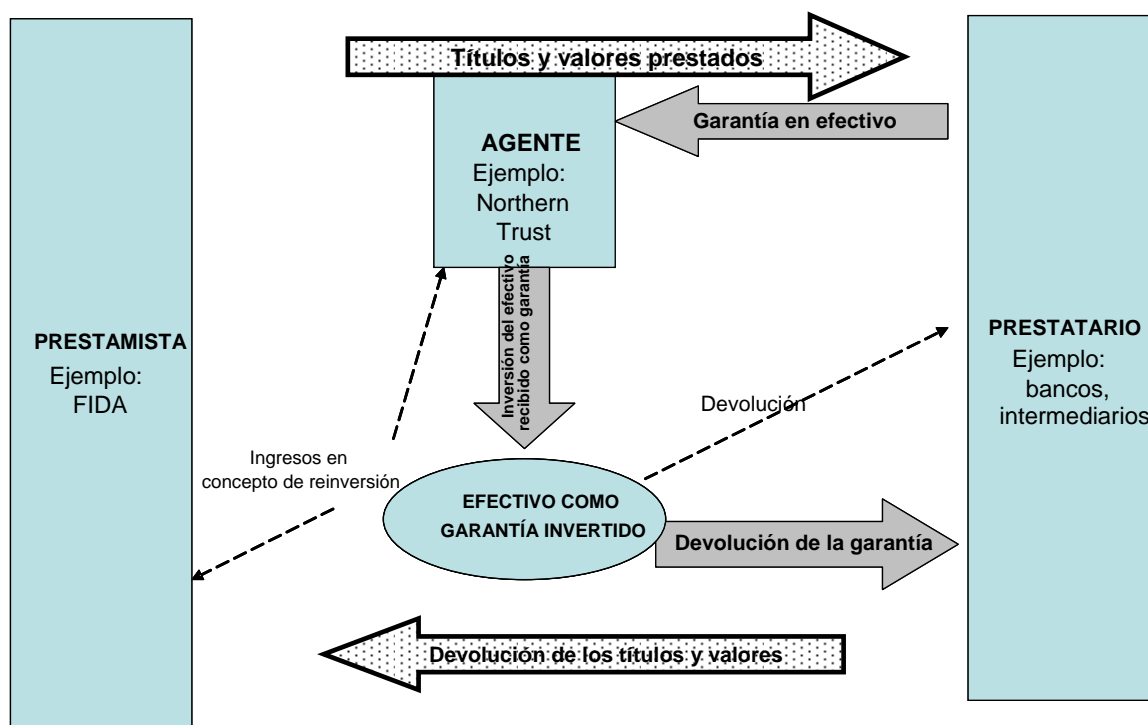 Títulos y valores prestados
Garantía en efectivo
AGENTE
Ejemplo:
Northern
Trust
Inversión del efectivo
recibido como garantía
PRESTAMISTA
Ejemplo:
FIDA
PRESTATARIO
Ejemplo:
bancos,
intermediarios
Devolución
Ingresos en
concepto de reinversión
EFECTIVO COMO
GARANTÍA INVERTIDO
Devolución de la garantía
Devolución de los títulos y valores